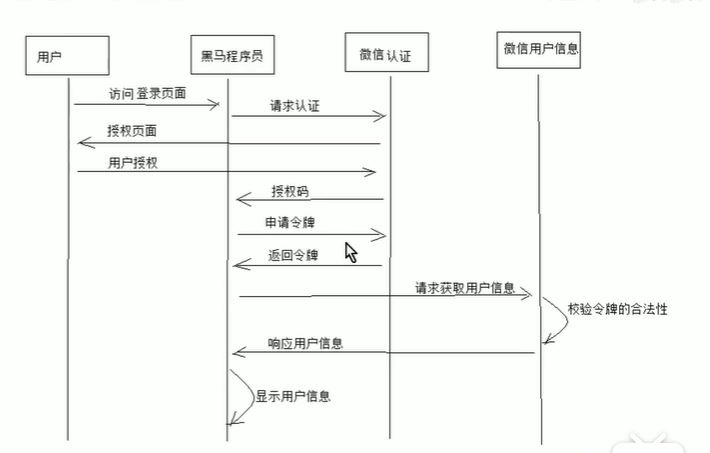 用户
黑马程序员
微信认证
微信用户信息
访问登录页面
请求认证
授权页面
用户授权
授权码
申请令牌
返回令牌
请求获取用户信息
校验令牌的合法性
响应用户信息
显示用户信息